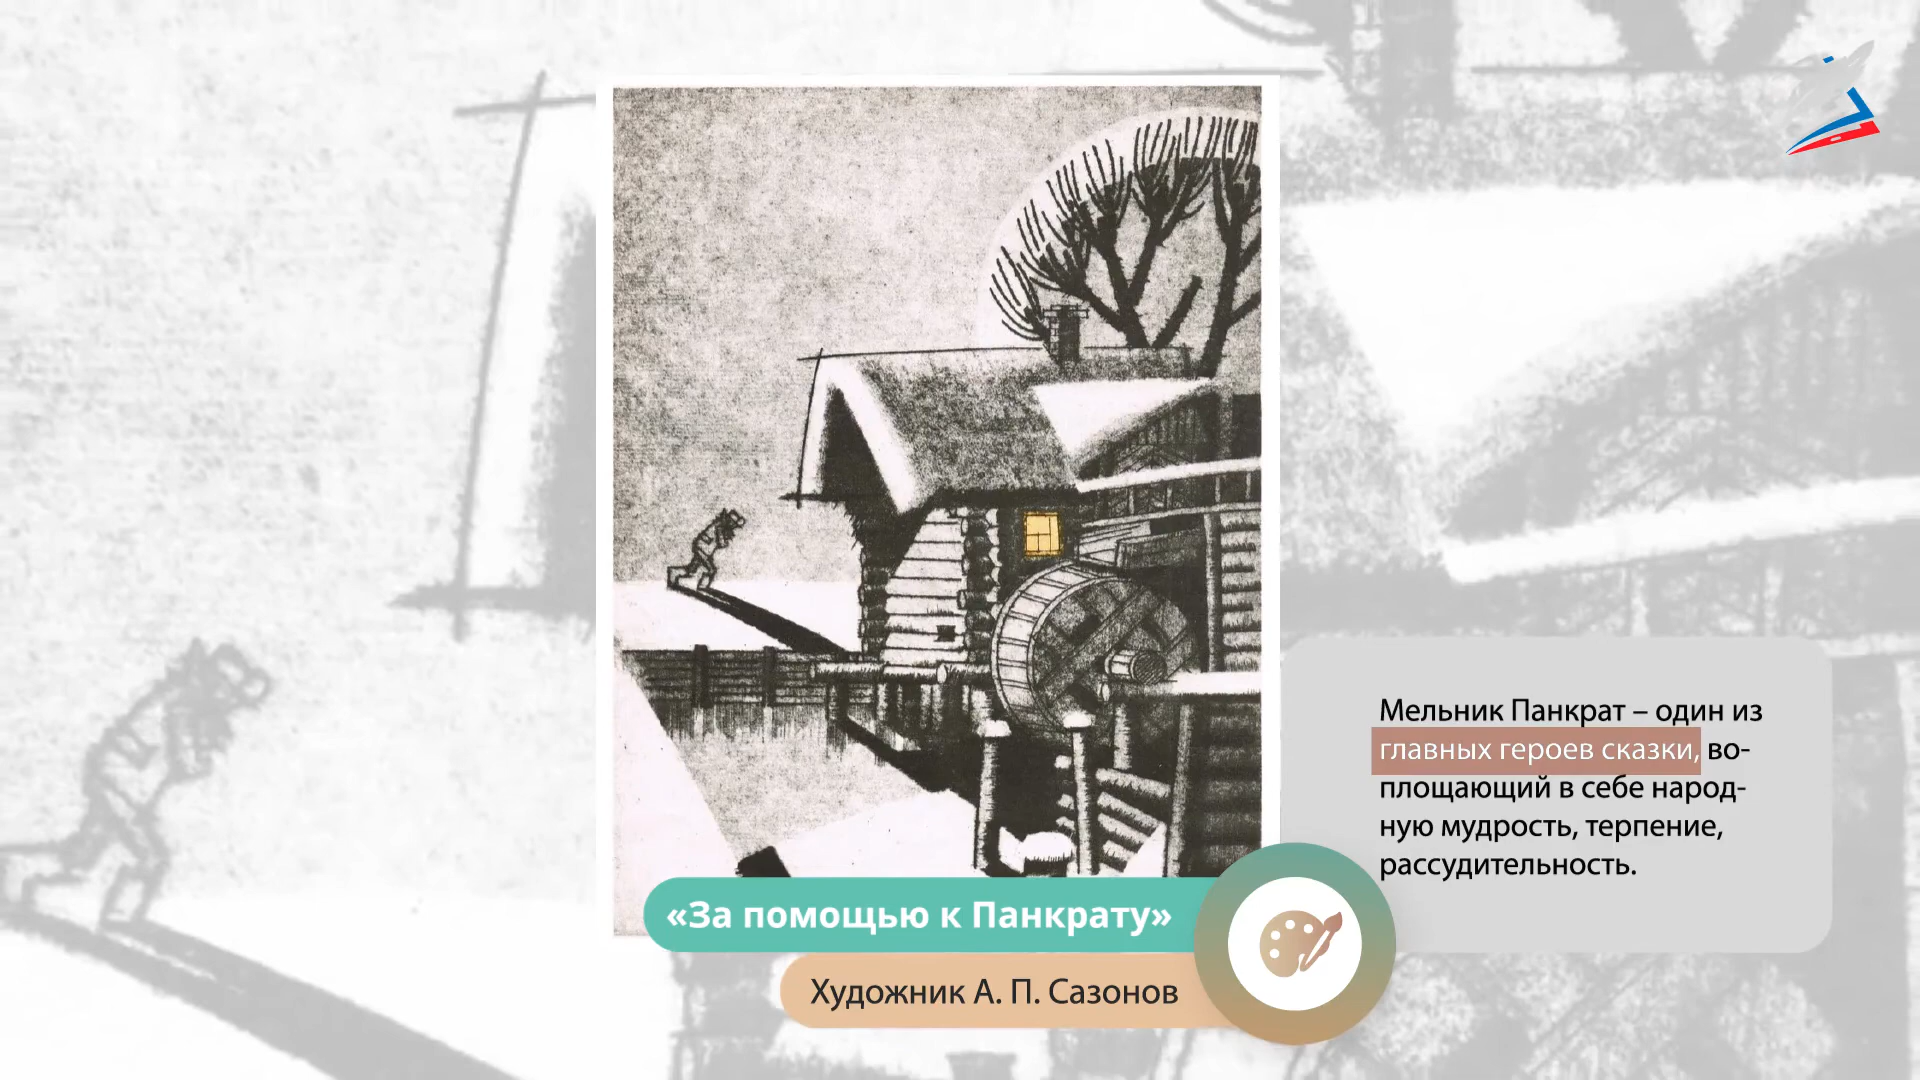 Мельник Панкрат – один из
главных героев сказки, во-
площающий в себе народ-
ную мудрость, терпение,
рассудительность.
«За помощью к Панкрату»
Художник А. П. Сазонов